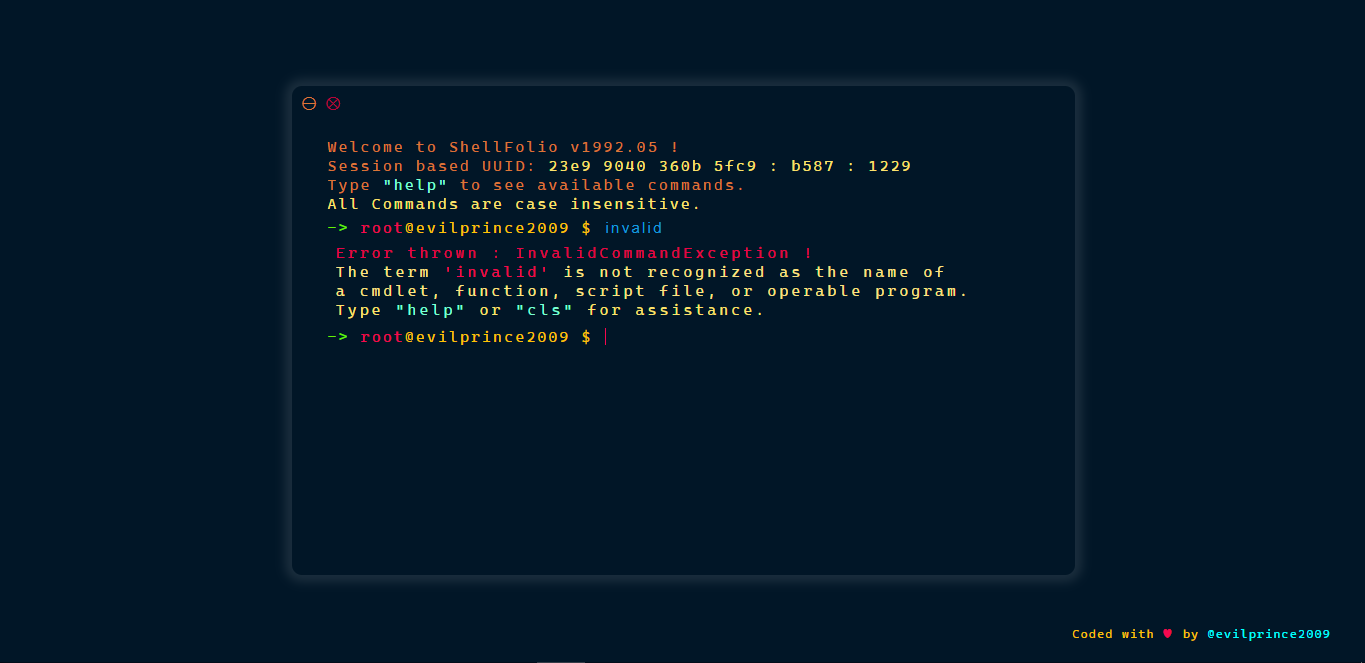 Welcome to ShellFolio v1992.05 !
Session based UUID: 23e9 9040 360b 5fc9 : b587 : 1229
Type "help" to see available commands.
All Commands are case insensitive.
-> root@evilprince2009 $ invalid
Error thrown : InvalidCommandException !
The term 'invalid' is not recognized as the name of
a cmdlet, function, script file, or operable program.
Type "help" or "cls" for assistance.
-> root@evilprince2009 $
Coded with ♥ by @evilprince2009